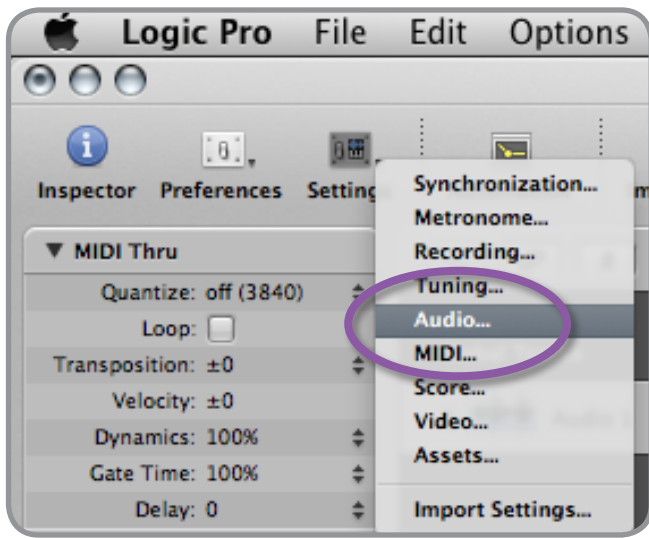 Logic Pro File Edit Options
Inspector Preferences Setting
Synchronization...
Metronome...
Recording...
Tuning...
Audio...
MIDI...
Score...
Video...
Assets...
Import Settings...
MIDI Thru
Quantize: off (3840)
Loop:
Transposition: ±0
Velocity: ±0
Dynamics: 100%
Gate Time: 100%
Delay: 0